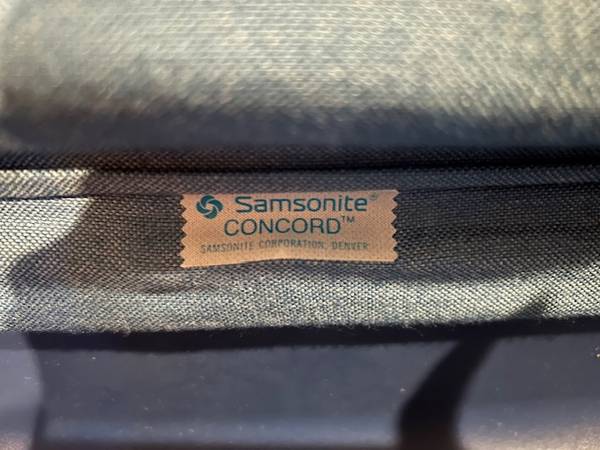 Samsonite®
CONCORD™
SAMSONITE CORPORATION, DENVER